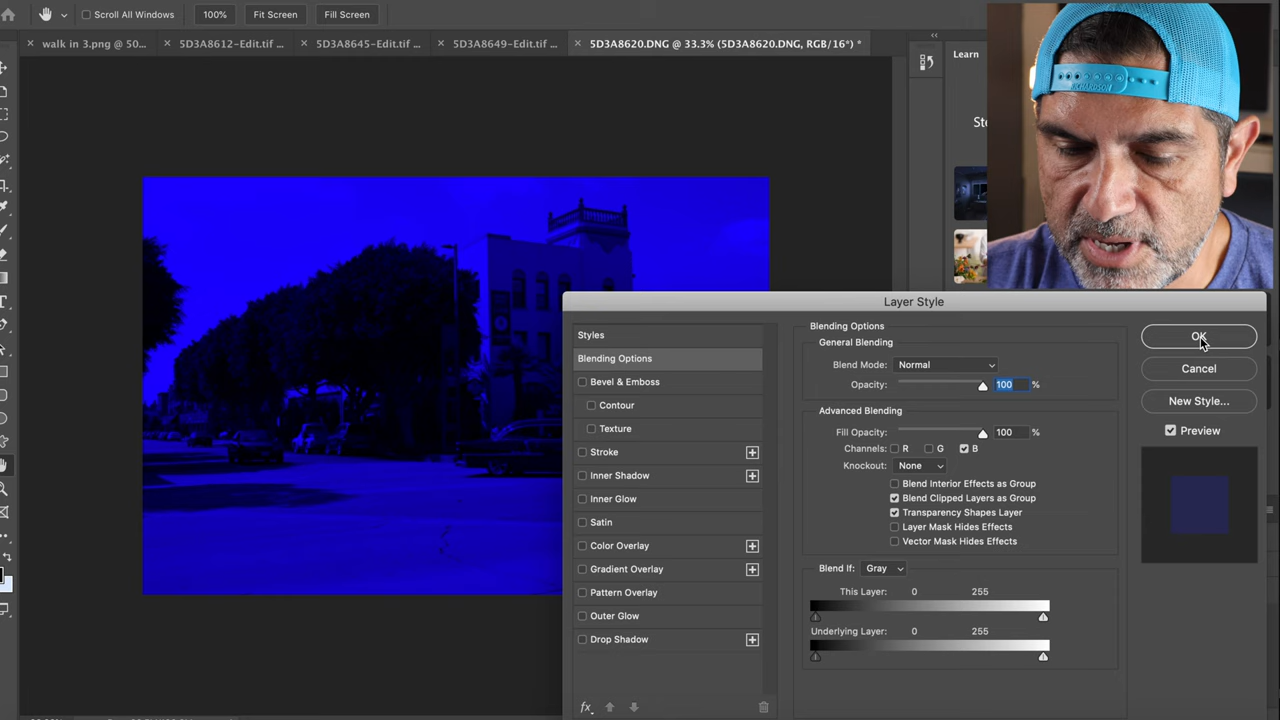 Scroll All Windows 100% Fit Screen Fill Screen
× walk in 3.png @ 50... × 5D3A8612-Edit.tif ... × 5D3A8645-Edit.tif ... × 5D3A8649-Edit.tif ... × 5D3A8620.DNG @ 33.3% (5D3A8620.DNG, RGB/16*) *
Learn
RICHARDSON
Layer Style
Styles
Blending Options
Bevel & Emboss
Contour
Texture
Stroke
Inner Shadow
Inner Glow
Satin
Color Overlay
Gradient Overlay
Pattern Overlay
Outer Glow
Drop Shadow
fx
Blending Options
General Blending
Blend Mode: Normal
Opacity: 100 %
Advanced Blending
Fill Opacity: 100 %
Channels: R G B
Knockout: None
Blend Interior Effects as Group
Blend Clipped Layers as Group
Transparency Shapes Layer
Layer Mask Hides Effects
Vector Mask Hides Effects
Blend If: Gray
This Layer: 0 255
Underlying Layer: 0 255
OK
Cancel
New Style...
Preview